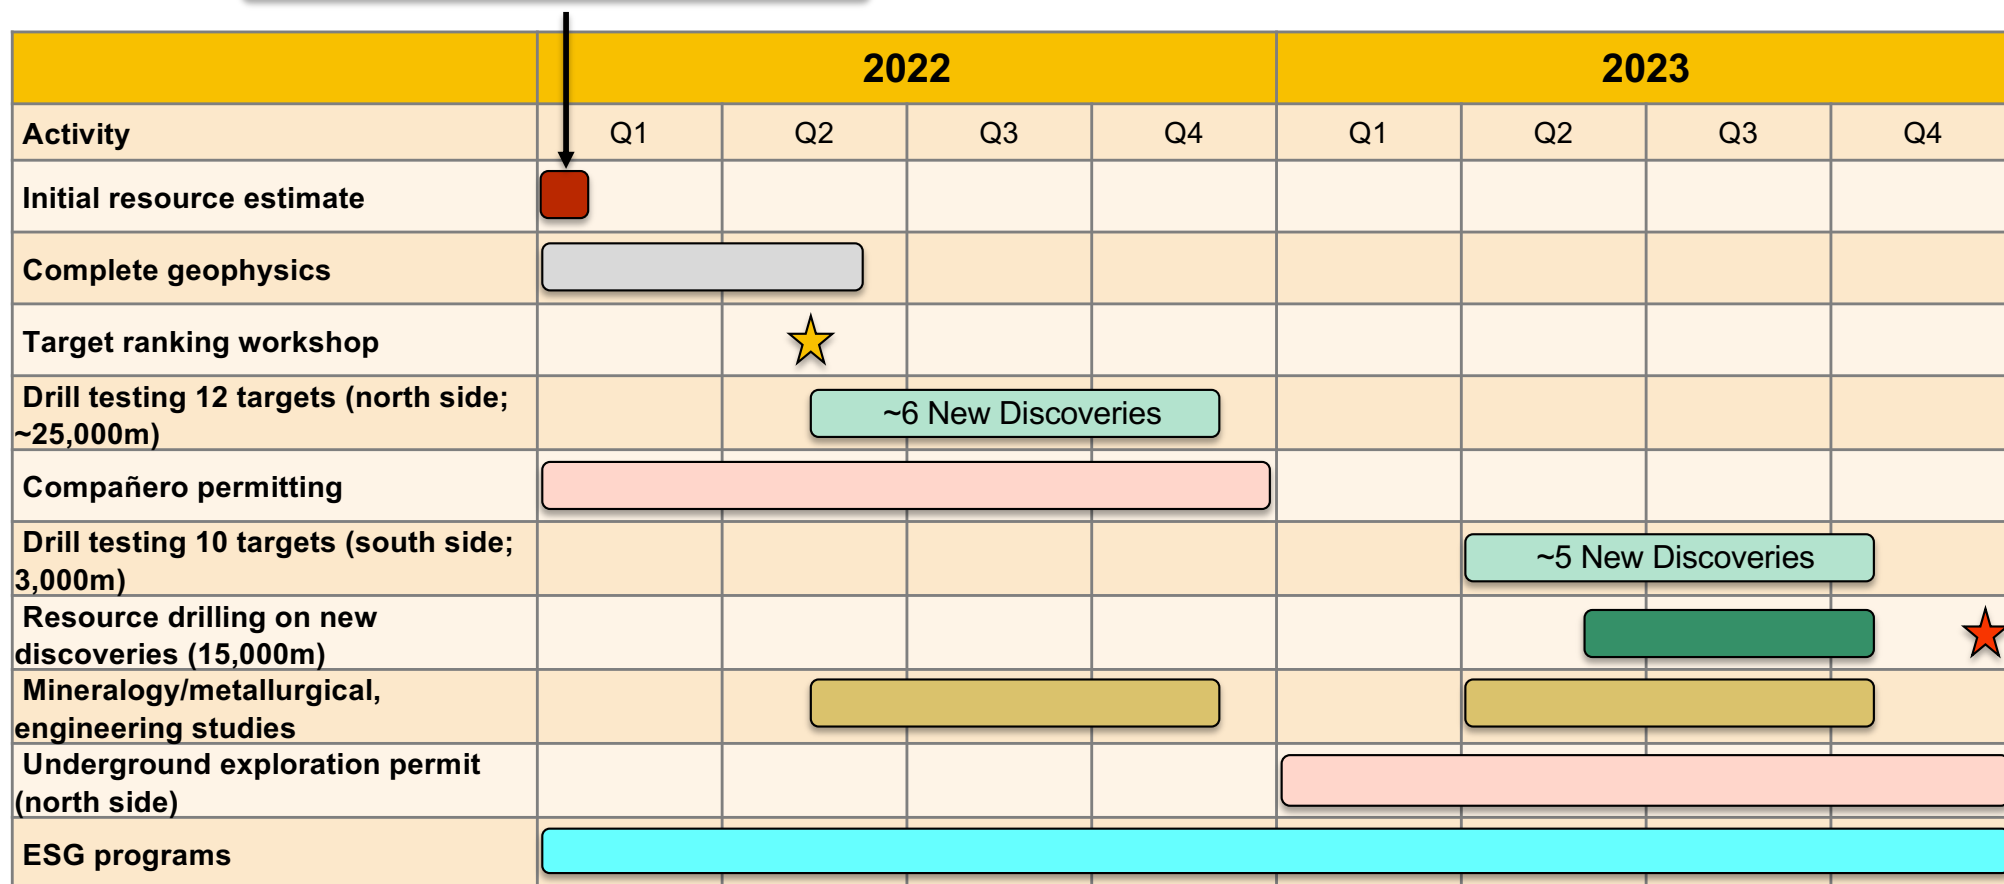 2022 2023
Activity Q1 Q2 Q3 Q4 Q1 Q2 Q3 Q4
Initial resource estimate
Complete geophysics
Target ranking workshop
Drill testing 12 targets (north side;
~25,000m)
~6 New Discoveries
Compañero permitting
Drill testing 10 targets (south side;
3,000m)
~5 New Discoveries
Resource drilling on new
discoveries (15,000m)
Mineralogy/metallurgical,
engineering studies
Underground exploration permit
(north side)
ESG programs